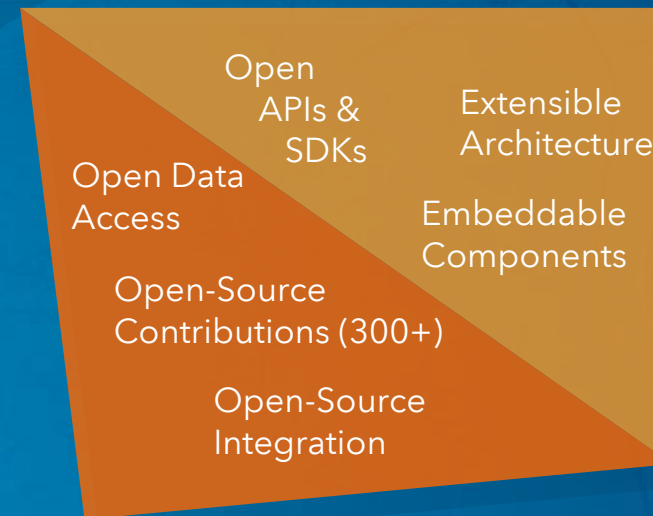 Open
APIs &
SDKs
Extensible
Architecture
Open Data
Access
Embeddable
Components
Open-Source
Contributions (300+)
Open-Source
Integration